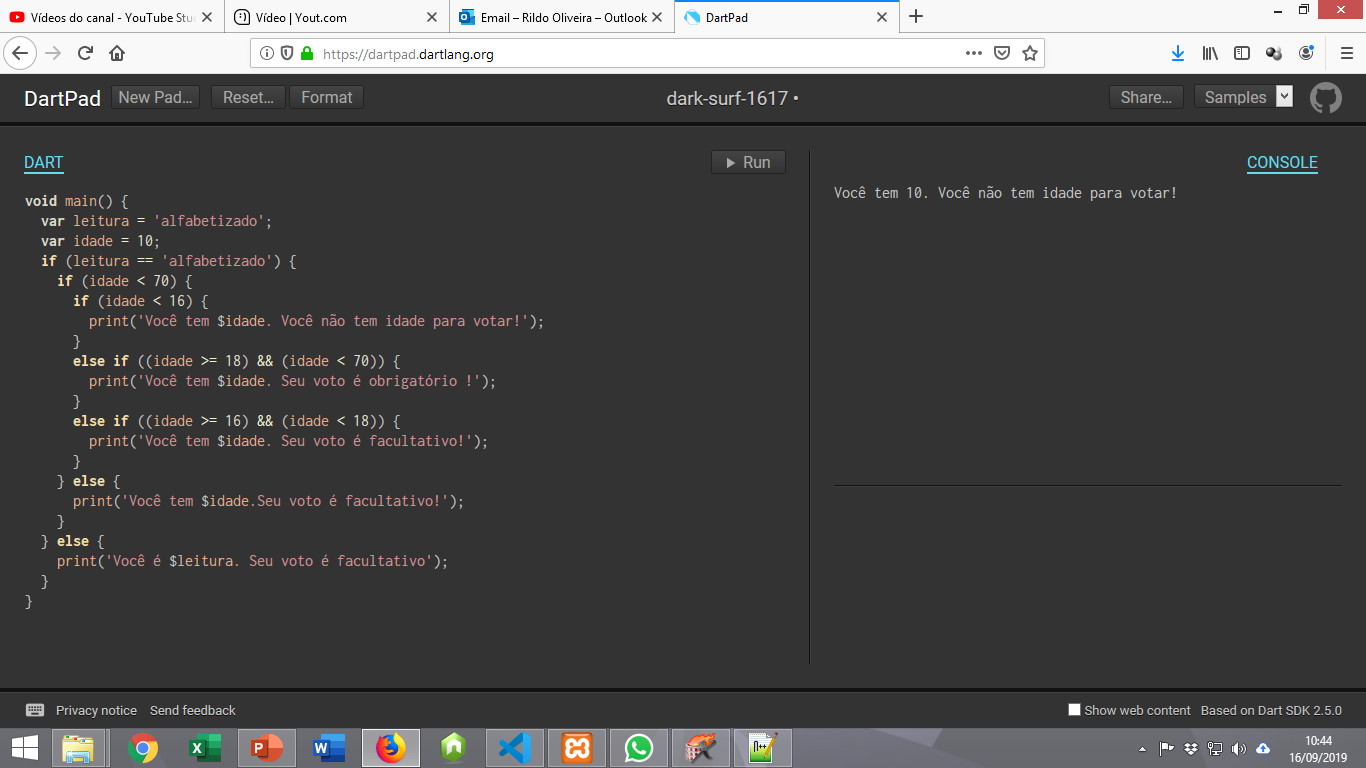 Vídeos do canal - YouTube Stu
Vídeo | Yout.com
Email – Rildo Oliveira – Outlook
DartPad
https://dartpad.dartlang.org
DartPad
New Pad...
Reset...
Format
dark-surf-1617 •
Share...
Samples
DART
Run
CONSOLE
void main() {
  var leitura = 'alfabetizado';
  var idade = 10;
  if (leitura == 'alfabetizado') {
    if (idade < 70) {
      if (idade < 16) {
        print('Você tem $idade. Você não tem idade para votar!');
      }
      else if ((idade >= 18) && (idade < 70)) {
        print('Você tem $idade. Seu voto é obrigatório !');
      }
      else if ((idade >= 16) && (idade < 18)) {
        print('Você tem $idade. Seu voto é facultativo!');
      }
    } else {
      print('Você tem $idade.Seu voto é facultativo!');
    }
  } else {
    print('Você é $leitura. Seu voto é facultativo');
  }
}
Você tem 10. Você não tem idade para votar!
Privacy notice
Send feedback
Show web content
Based on Dart SDK 2.5.0
10:44
16/09/2019